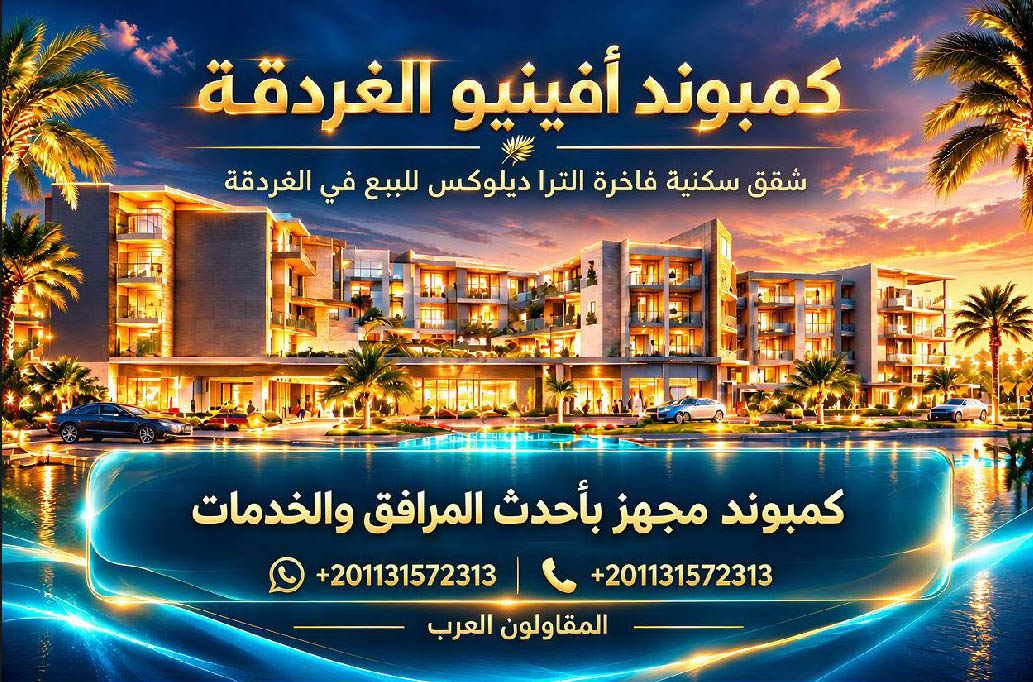 كمبوند أفينيو الغردقة
شقق سكنية فاخرة الترا ديلوكس للبيع في الغردقة
كمبوند مجهز بأحدث المرافق والخدمات
+201131572313 | +201131572313
المقاولون العرب